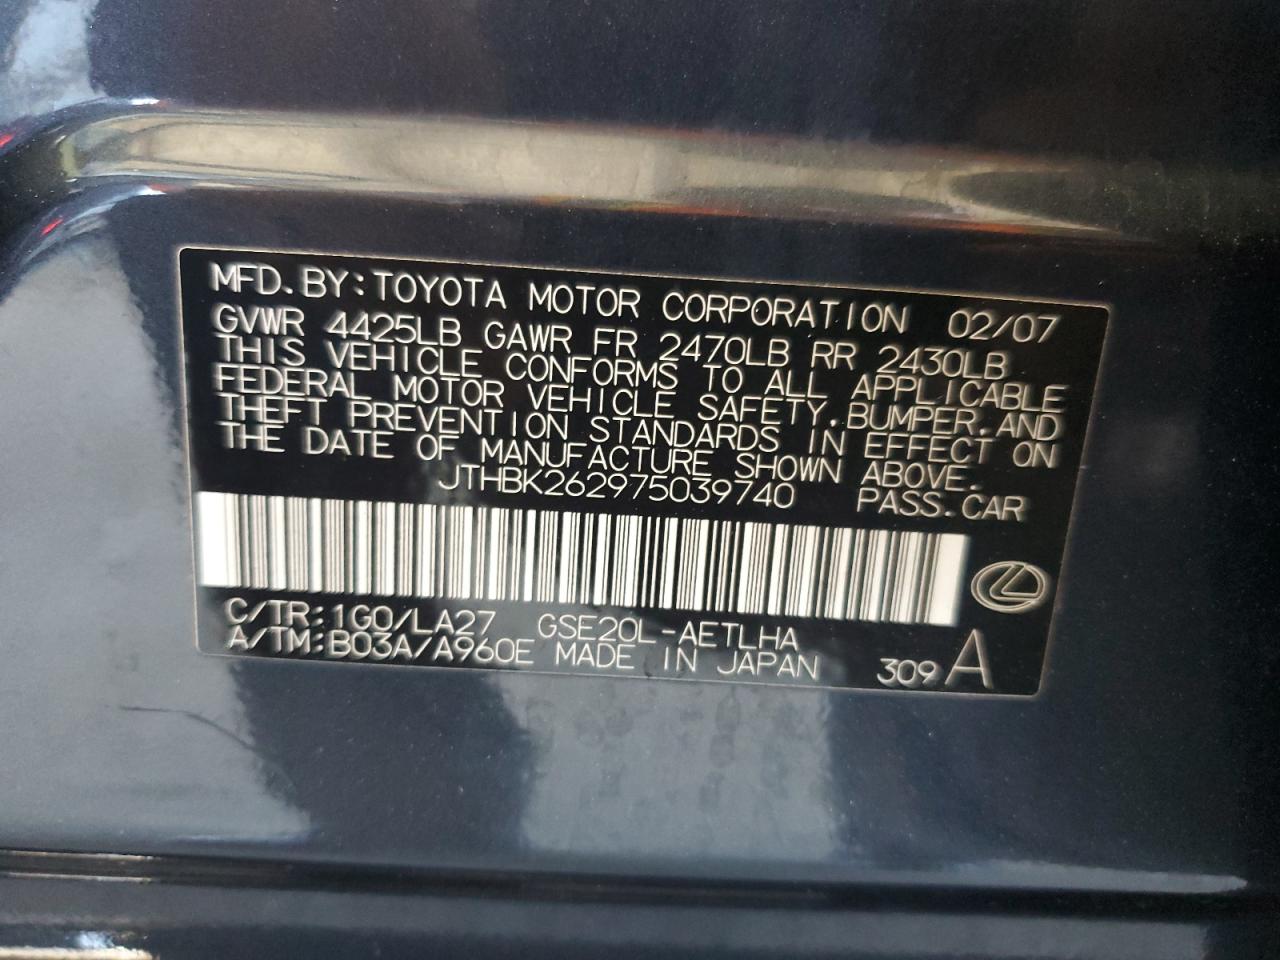 MFD.BY:TOYOTA MOTOR CORPORATION 02/07
GVWR 4425LB GAWR FR 2470LB RR 2430LB
THIS VEHICLE CONFORMS TO ALL APPLICABLE
FEDERAL MOTOR VEHICLE SAFETY,BUMPER,AND
THEFT PREVENTION STANDARDS IN EFFECT ON
THE DATE OF MANUFACTURE SHOWN ABOVE.
JTHBK262975039740 PASS.CAR
C/TR:1G0/LA27 GSE20L-AETLHA
A/TM:B03A/A960E MADE IN JAPAN 309 A